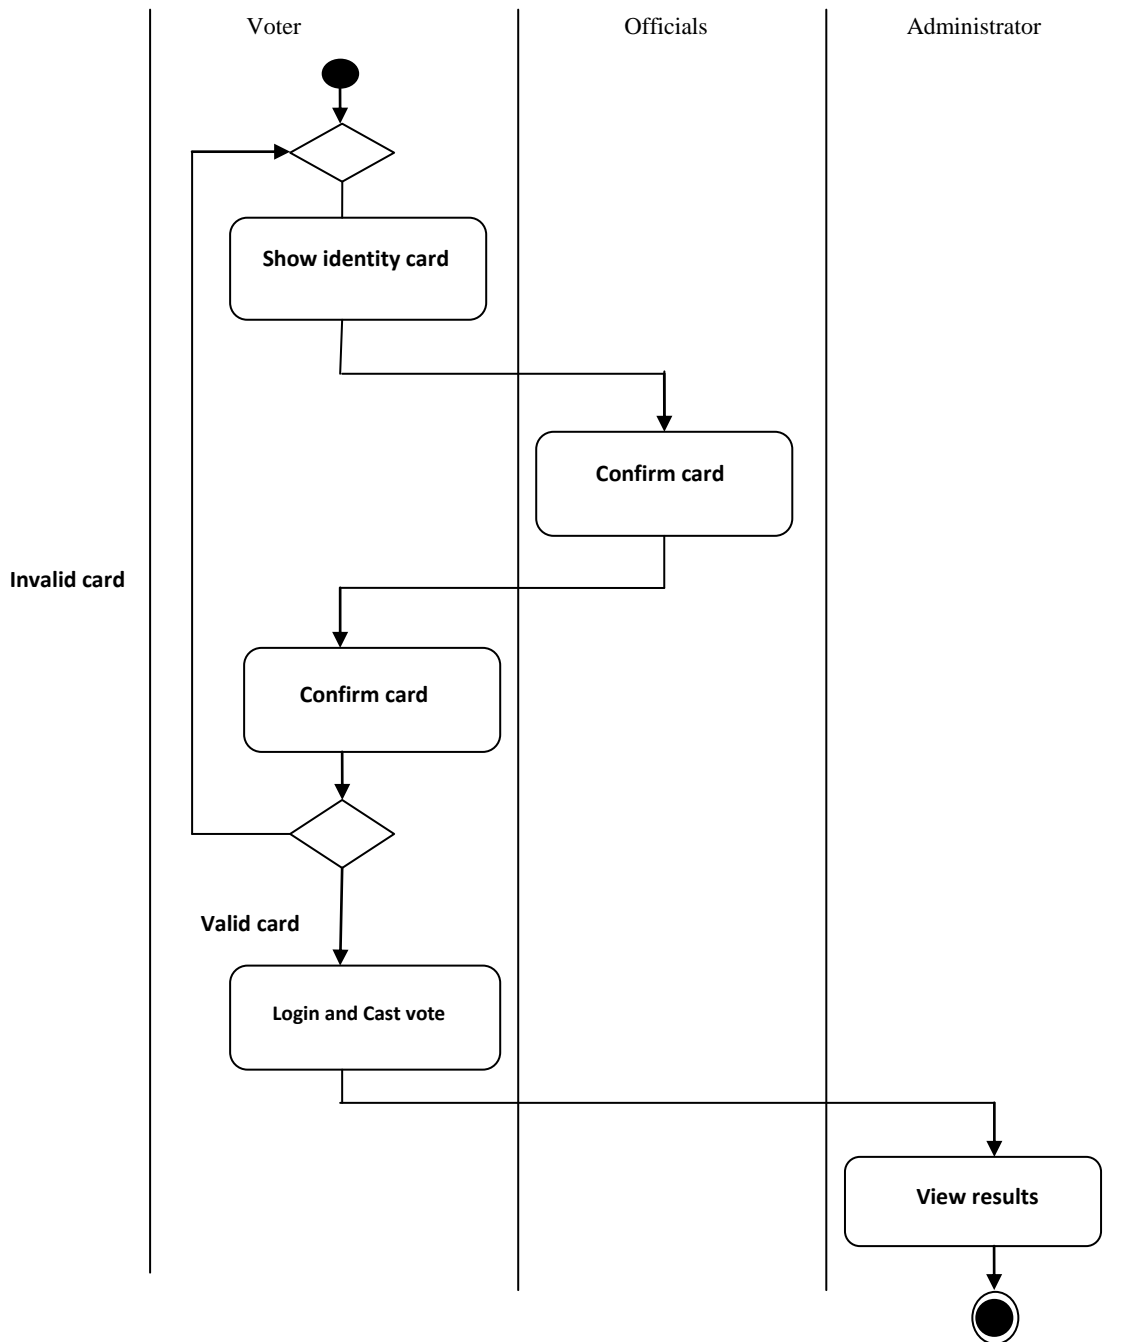 Voter
Officials
Administrator
Show identity card
Confirm card
Invalid card
Confirm card
Valid card
Login and Cast vote
View results